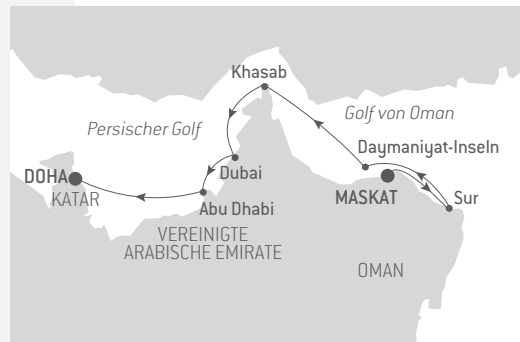 Khasab
Golf von Oman
Persischer Golf
Daymaniyat-Inseln
DOHA
KATAR
Dubai
MASKAT
Sur
Abu Dhabi
VEREINIGTE
ARABISCHE EMIRATE
OMAN